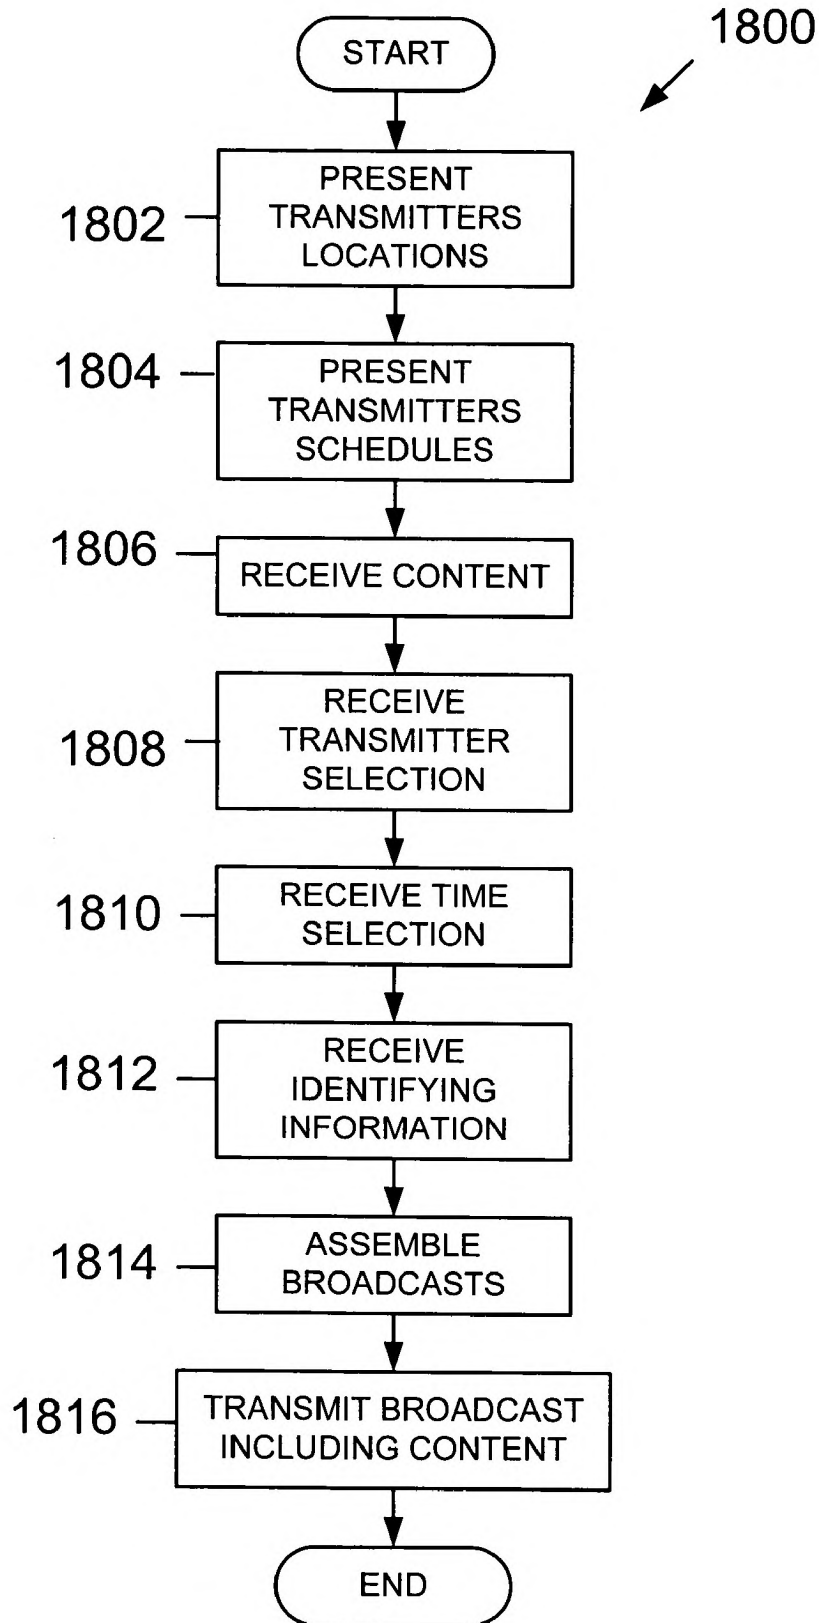 1800
START
1802
PRESENT
TRANSMITTERS
LOCATIONS
1804
PRESENT
TRANSMITTERS
SCHEDULES
1806
RECEIVE CONTENT
1808
RECEIVE
TRANSMITTER
SELECTION
1810
RECEIVE TIME
SELECTION
1812
RECEIVE
IDENTIFYING
INFORMATION
1814
ASSEMBLE
BROADCASTS
1816
TRANSMIT BROADCAST
INCLUDING CONTENT
END